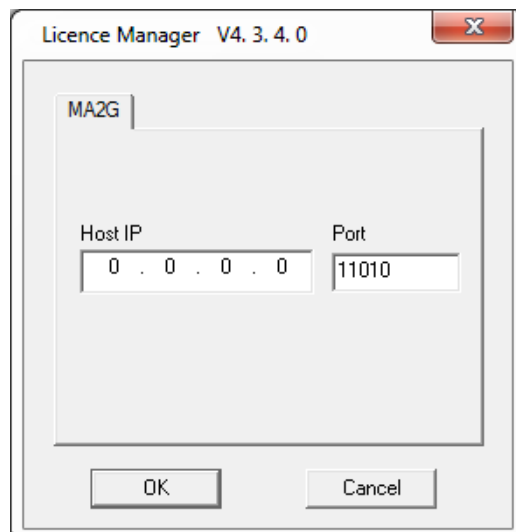 Licence Manager V4. 3. 4. 0
MA2G
Host IP Port
0 . 0 . 0 . 0 11010
OK Cancel